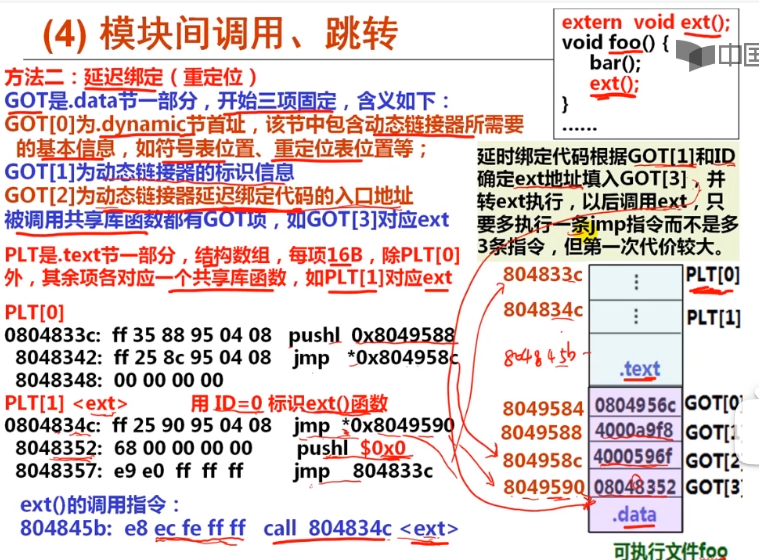 (4) 模块间调用、跳转
extern void ext();
void foo() {
bar();
ext();
}
......
中国
方法二：延迟绑定（重定位）
GOT是.data节一部分，开始三项固定，含义如下：
GOT[0]为.dynamic节首址，该节中包含动态链接器所需要
的基本信息，如符号表位置、重定位表位置等；
GOT[1]为动态链接器的标识信息
GOT[2]为动态链接器延迟绑定代码的入口地址
被调用共享库函数都有GOT项，如GOT[3]对应ext
PLT是.text节一部分，结构数组，每项16B，除PLT[0]
外，其余项各对应一个共享库函数，如PLT[1]对应ext
延时绑定代码根据GOT[1]和ID
确定ext地址填入GOT[3]，并
转ext执行，以后调用ext，只
要多执行一条jmp指令而不是多
3条指令，但第一次代价较大。
PLT[0]
0804833c: ff 35 88 95 04 08 pushl 0x8049588
8048342: ff 25 8c 95 04 08 jmp *0x804958c
8048348: 00 00 00 00
PLT[1] <ext> 用 ID=0 标识ext()函数
0804834c: ff 25 90 95 04 08 jmp *0x8049590
8048352: 68 00 00 00 00 pushl $0x0
8048357: e9 e0 ff ff ff jmp 804833c
ext()的调用指令：
804845b: e8 ec fe ff ff call 804834c <ext>
804833c ⋮ PLT[0]
804834c ⋮ PLT[1]
804845b
.text
8049584 0804956c GOT[0]
8049588 4000a9f8 GOT[1
804958c 4000596f GOT[2
8049590 08048352 GOT[3]
.data
可执行文件foo